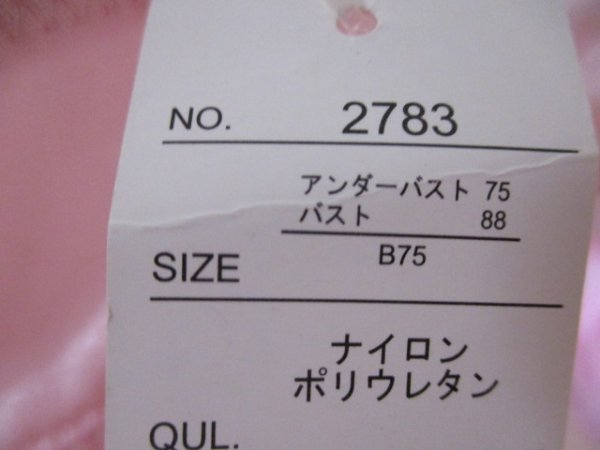 NO. 2783
アンダーバスト 75
バスト 88
SIZE B75
ナイロン
ポリウレタン
QUL.